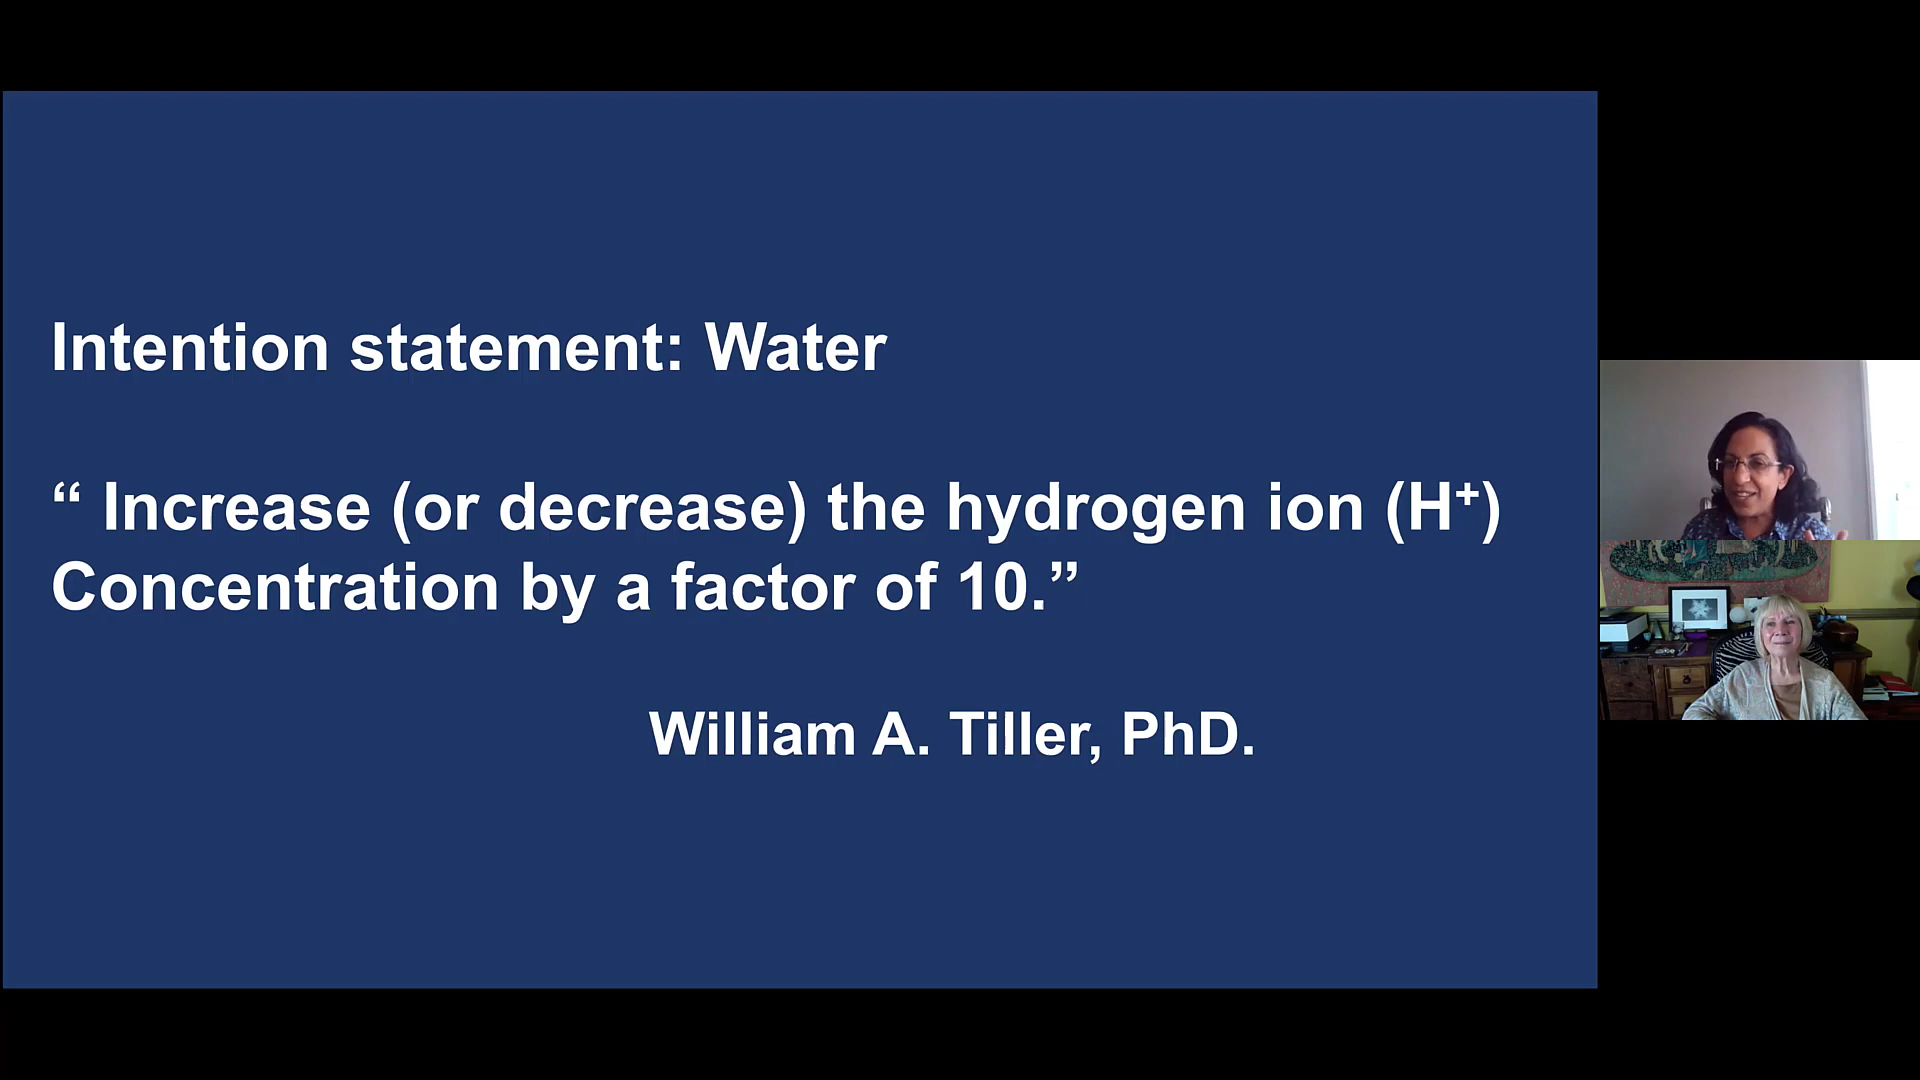 Intention statement: Water
“ Increase (or decrease) the hydrogen ion (H⁺)
Concentration by a factor of 10.”
William A. Tiller, PhD.